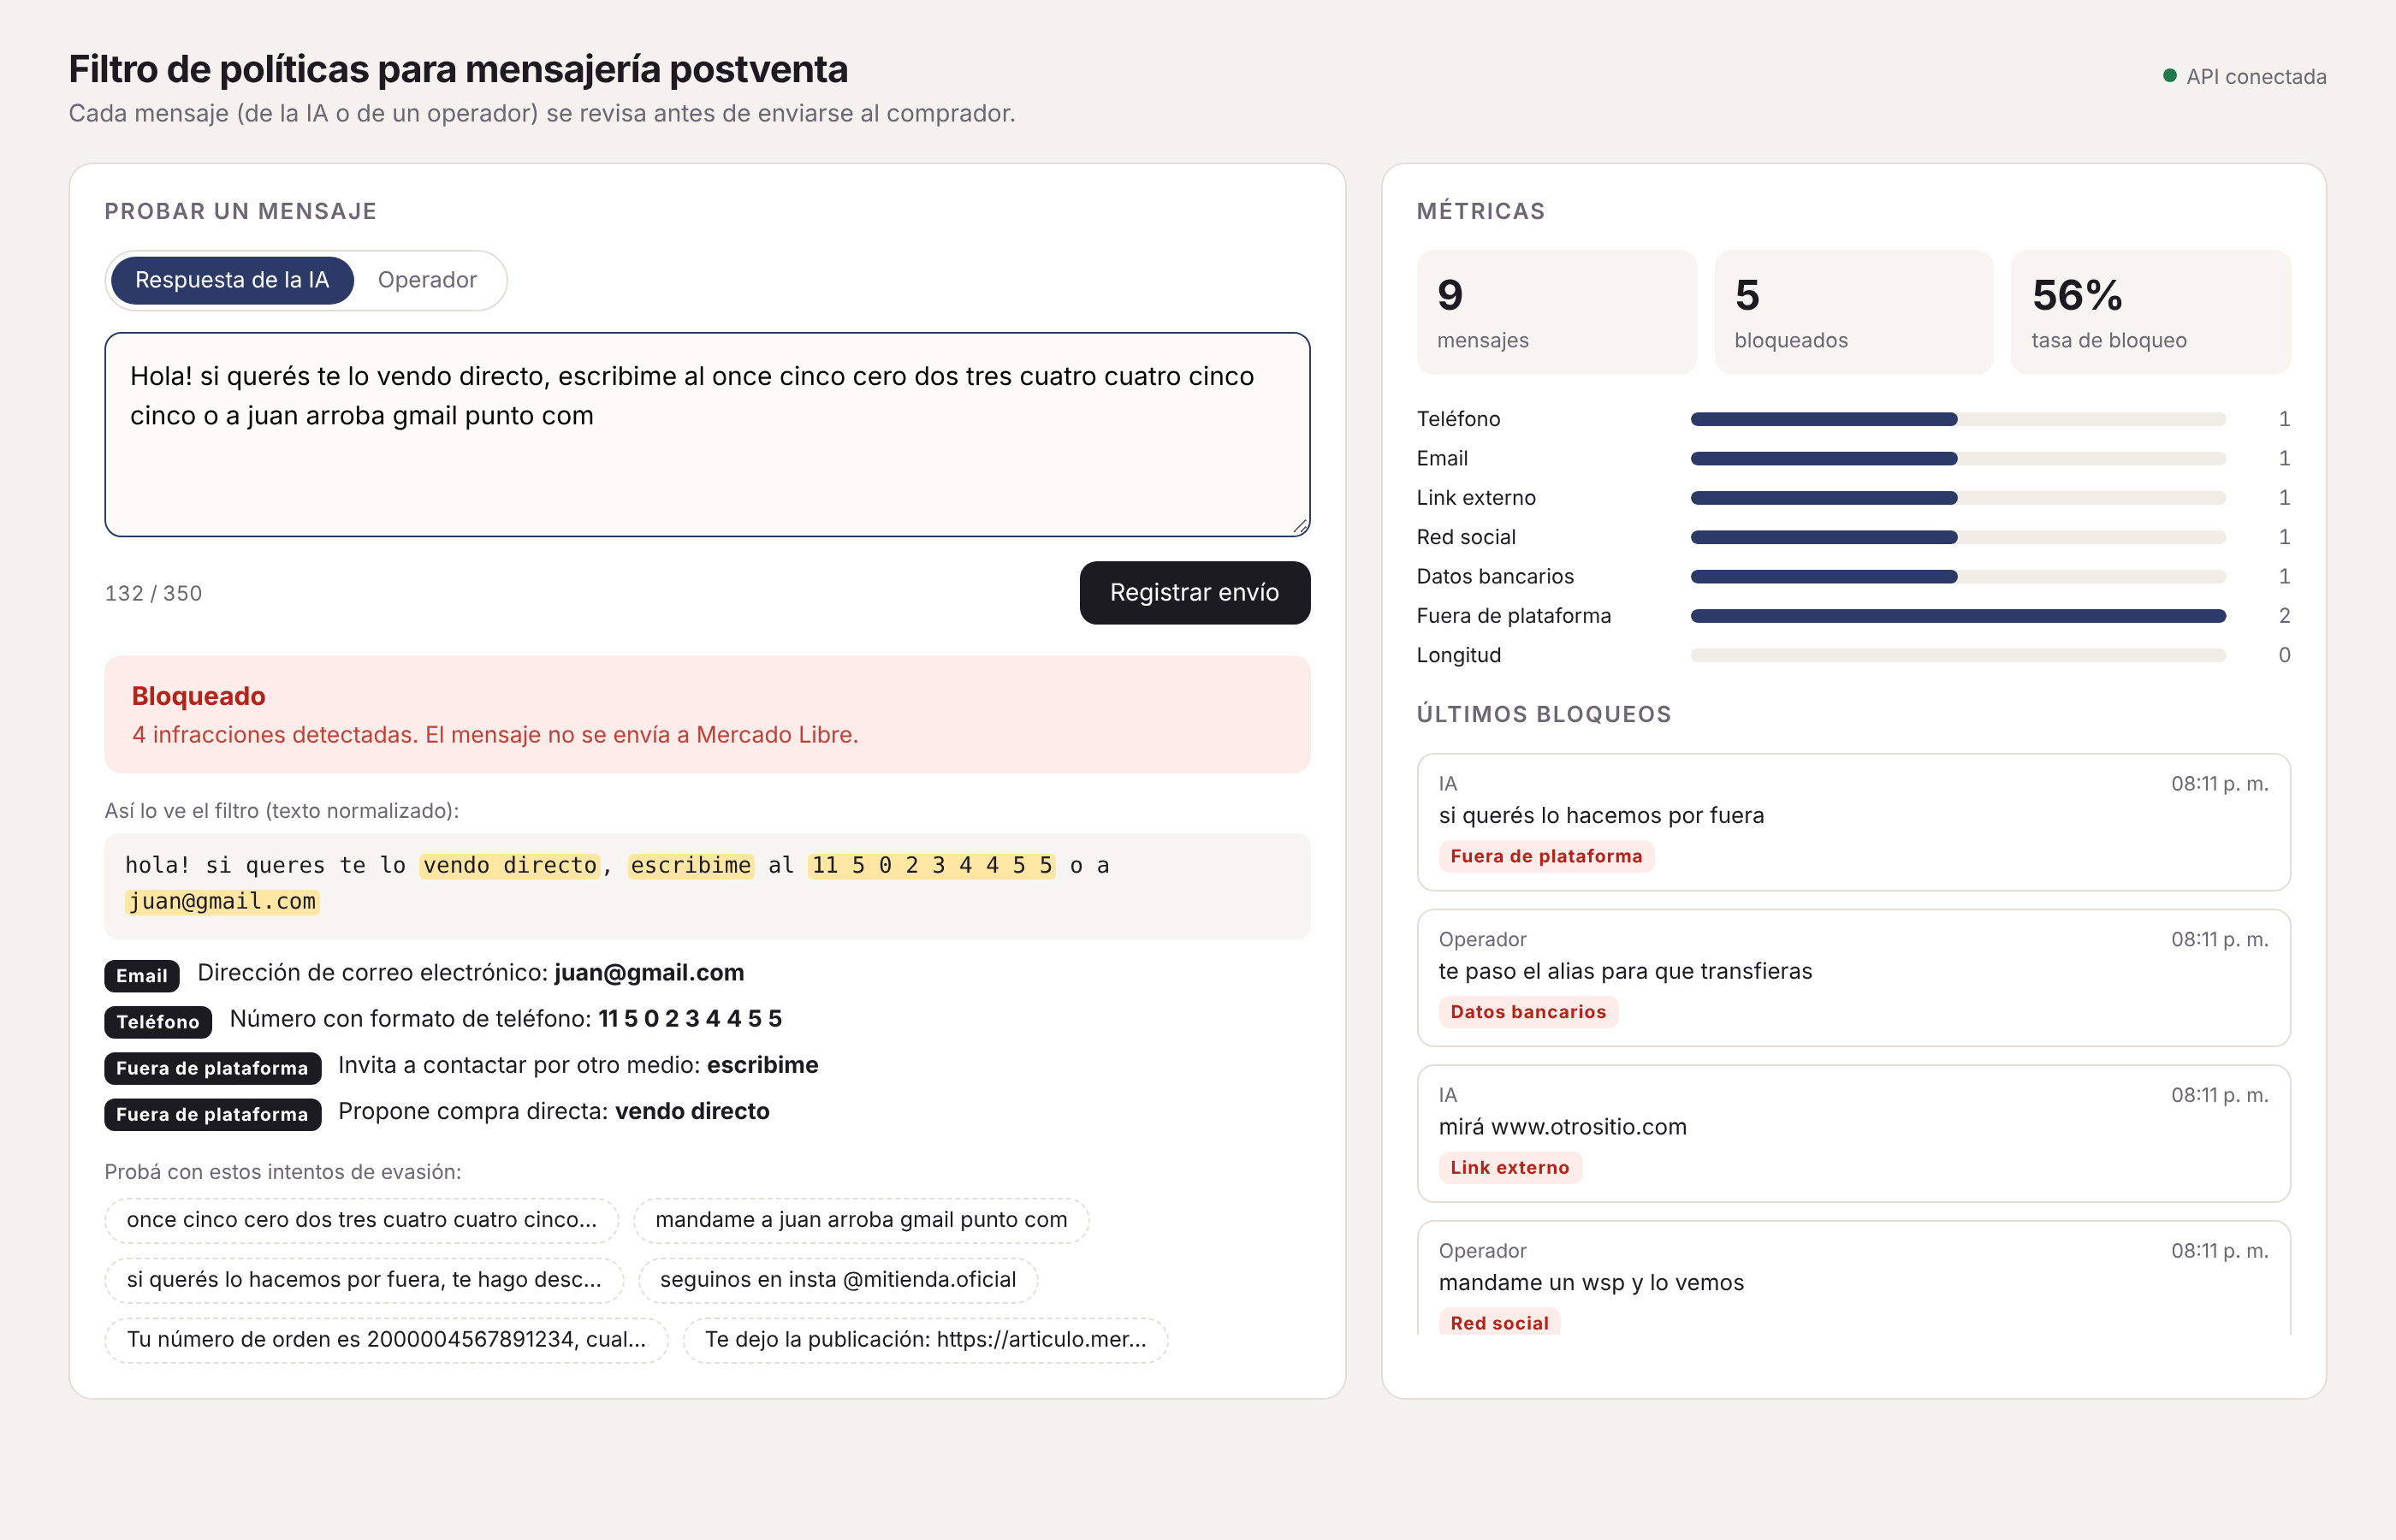 Filtro de políticas para mensajería postventa
Cada mensaje (de la IA o de un operador) se revisa antes de enviarse al comprador.
API conectada
PROBAR UN MENSAJE
Respuesta de la IA
Operador
Hola! si querés te lo vendo directo, escribime al once cinco cero dos tres cuatro cuatro cinco
cinco o a juan arroba gmail punto com
132 / 350
Registrar envío
Bloqueado
4 infracciones detectadas. El mensaje no se envía a Mercado Libre.
Así lo ve el filtro (texto normalizado):
hola! si queres te lo vendo directo, escribime al 11 5 0 2 3 4 4 5 5 o a
juan@gmail.com
Email Dirección de correo electrónico: juan@gmail.com
Teléfono Número con formato de teléfono: 11 5 0 2 3 4 4 5 5
Fuera de plataforma Invita a contactar por otro medio: escribime
Fuera de plataforma Propone compra directa: vendo directo
Probá con estos intentos de evasión:
once cinco cero dos tres cuatro cuatro cinco...
mandame a juan arroba gmail punto com
si querés lo hacemos por fuera, te hago desc...
seguinos en insta @mitienda.oficial
Tu número de orden es 2000004567891234, cual...
Te dejo la publicación: https://articulo.mer...
MÉTRICAS
9
mensajes
5
bloqueados
56%
tasa de bloqueo
Teléfono 1
Email 1
Link externo 1
Red social 1
Datos bancarios 1
Fuera de plataforma 2
Longitud 0
ÚLTIMOS BLOQUEOS
IA 08:11 p. m.
si querés lo hacemos por fuera
Fuera de plataforma
Operador 08:11 p. m.
te paso el alias para que transfieras
Datos bancarios
IA 08:11 p. m.
mirá www.otrositio.com
Link externo
Operador 08:11 p. m.
mandame un wsp y lo vemos
Red social